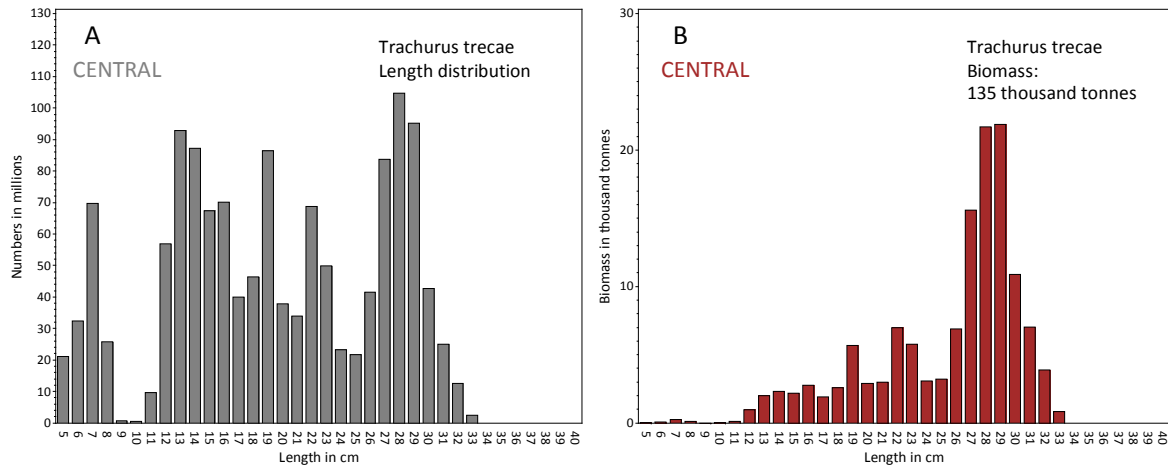 A
CENTRAL
Trachurus trecae
Length distribution
130
120
110
100
90
80
70
60
50
40
30
20
10
0
Numbers in millions
5 6 7 8 9 10 11 12 13 14 15 16 17 18 19 20 21 22 23 24 25 26 27 28 29 30 31 32 33 34 35 36 37 38 39 40
Length in cm
B
CENTRAL
Trachurus trecae
Biomass:
135 thousand tonnes
30
20
10
0
Biomass in thousand tonnes
5 6 7 8 9 10 11 12 13 14 15 16 17 18 19 20 21 22 23 24 25 26 27 28 29 30 31 32 33 34 35 36 37 38 39 40
Length in cm